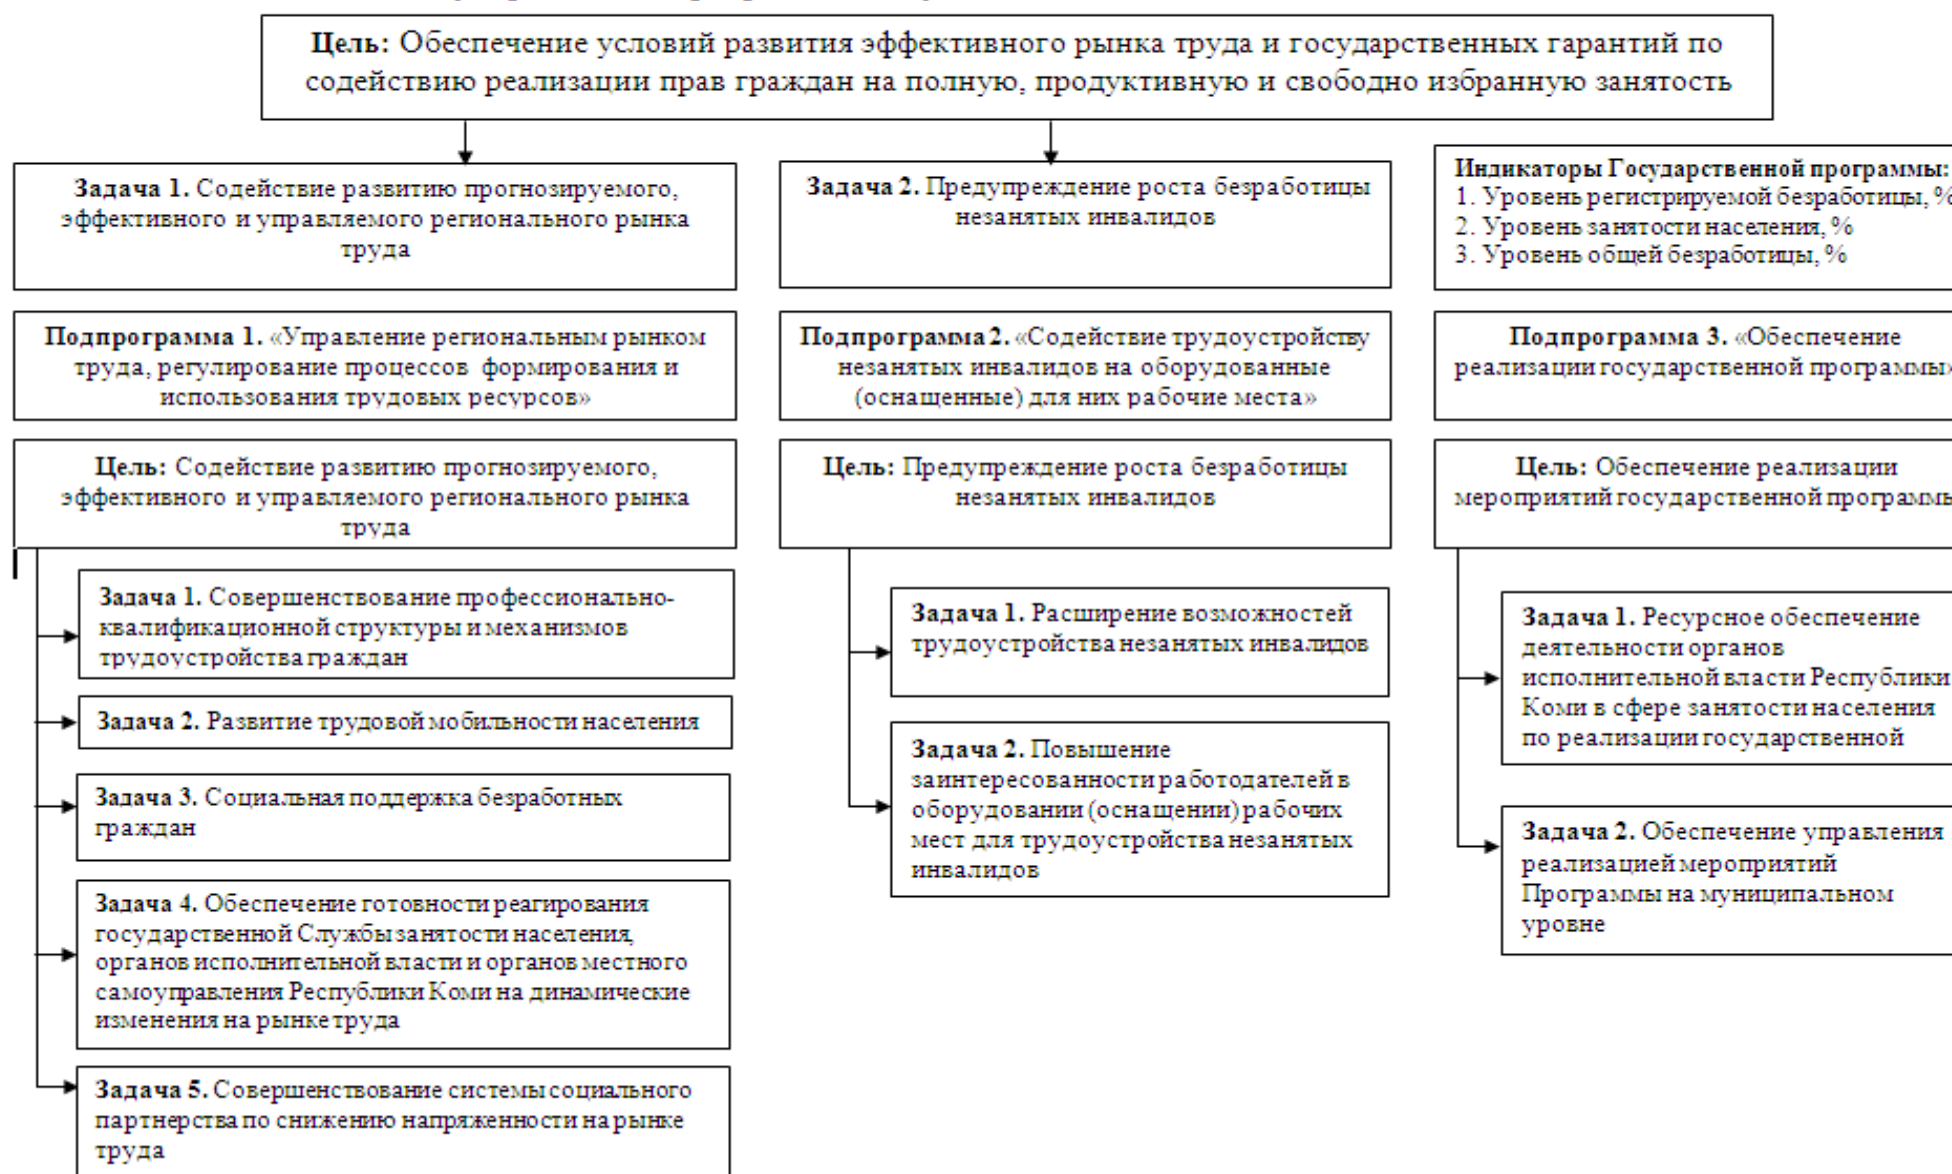 Цель: Обеспечение условий развития эффективного рынка труда и государственных гарантий по
содействию реализации прав граждан на полную, продуктивную и свободно избранную занятость
Задача 1. Содействие развитию прогнозируемого,
эффективного и управляемого регионального рынка
труда
Задача 2. Предупреждение роста безработицы
незанятых инвалидов
Индикаторы Государственной программы:
1. Уровень регистрируемой безработицы, %
2. Уровень занятости населения, %
3. Уровень общей безработицы, %
Подпрограмма 1. «Управление региональным рынком
труда, регулирование процессов формирования и
использования трудовых ресурсов»
Подпрограмма 2. «Содействие трудоустройству
незанятых инвалидов на оборудованные
(оснащенные) для них рабочие места»
Подпрограмма 3. «Обеспечение
реализации государственной программы»
Цель: Содействие развитию прогнозируемого,
эффективного и управляемого регионального рынка
труда
Цель: Предупреждение роста безработицы
незанятых инвалидов
Цель: Обеспечение реализации
мероприятий государственной программы
Задача 1. Совершенствование профессионально-
квалификационной структуры и механизмов
трудоустройства граждан
Задача 2. Развитие трудовой мобильности населения
Задача 3. Социальная поддержка безработных
граждан
Задача 4. Обеспечение готовности реагирования
государственной Службы занятости населения,
органов исполнительной власти и органов местного
самоуправления Республики Коми на динамические
изменения на рынке труда
Задача 5. Совершенствование системы социального
партнерства по снижению напряженности на рынке
труда
Задача 1. Расширение возможностей
трудоустройства незанятых инвалидов
Задача 2. Повышение
заинтересованности работодателей в
оборудовании (оснащении) рабочих
мест для трудоустройства незанятых
инвалидов
Задача 1. Ресурсное обеспечение
деятельности органов
исполнительной власти Республики
Коми в сфере занятости населения
по реализации государственной
Задача 2. Обеспечение управления
реализацией мероприятий
Программы на муниципальном
уровне